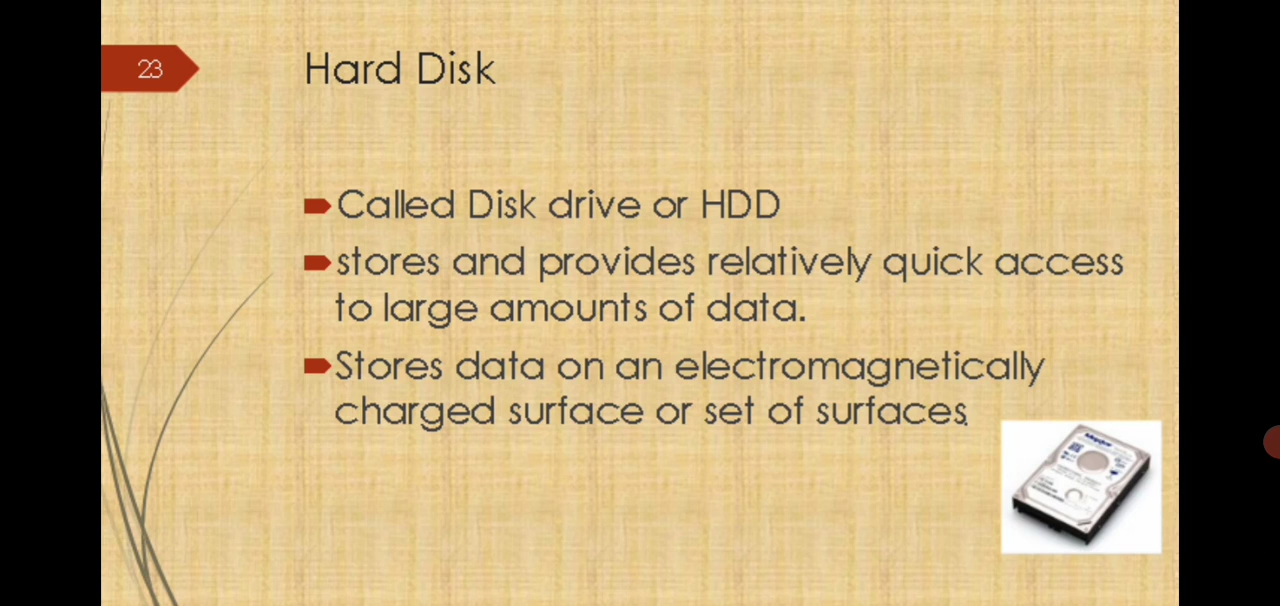 23
Hard Disk
Called Disk drive or HDD
stores and provides relatively quick access
to large amounts of data.
Stores data on an electromagnetically
charged surface or set of surfaces.
Maxtor